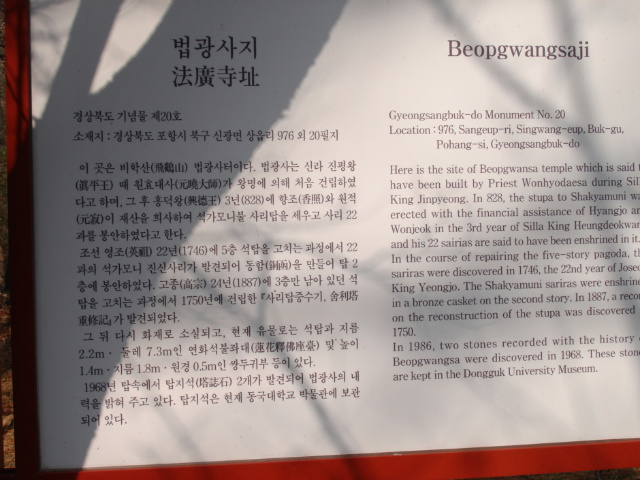 법광사지
法廣寺址
경상북도 기념물 제20호
소재지 : 경상북도 포항시 북구 신광면 상읍리 976 외 20필지
이 곳은 비학산(飛鶴山) 법광사터이다. 법광사는 신라 진평왕
(眞平王) 때 원효대사(元曉大師)가 왕명에 의해 처음 건립하였
다고 하며, 그 후 흥덕왕(興德王) 3년(828)에 향조(香照)와 원적
(元寂)이 재산을 희사하여 석가모니불 사리탑을 세우고 사리 22
과를 봉안하였다고 한다.
조선 영조(英祖) 22년(1746)에 5층 석탑을 고치는 과정에서 22
과의 석가모니 진신사리가 발견되어 동함(銅函)을 만들어 탑 2
층에 봉안하였다. 고종(高宗) 24년(1887)에 3층만 남아 있던 석
탑을 고치는 과정에서 1750년에 건립한 『사리탑중수기, 舍利塔
重修記』가 발견되었다.
그 뒤 다시 화재로 소실되고, 현재 유물로는 석탑과 지름
2.2m · 둘레 7.3m인 연화석불좌대(蓮花釋佛座臺) 및 높이
1.4m · 지름 1.8m · 원경 0.5m인 쌍두귀부 등이 있다.
1968년 탑속에서 탑지석(塔誌石) 2개가 발견되어 법광사의 내
력을 밝혀 주고 있다. 탑지석은 현재 동국대학교 박물관에 보관
되어 있다.
Beopgwangsaji
Gyeongsangbuk-do Monument No. 20
Location : 976, Sangeup-ri, Singwang-eup, Buk-gu,
Pohang-si, Gyeongsangbuk-do
Here is the site of Beopgwangsa temple which is said t
have been built by Priest Wonhyodaesa during Sil
King Jinpyeong. In 828, the stupa to Shakyamuni wa
erected with the financial assistance of Hyangjo an
Wonjeok in the 3rd year of Silla King Heungdeokwan
and his 22 sairias are said to have been enshrined in it.
In the course of repairing the five-story pagoda, th
sariras were discovered in 1746, the 22nd year of Jose
King Yeongjo. The Shakyamuni sariras were enshrine
in a bronze casket on the second story. In 1887, a recor
on the reconstruction of the stupa was discovered
1750.
In 1986, two stones recorded with the history o
Beopgwangsa were discovered in 1968. These stone
are kept in the Dongguk University Museum.